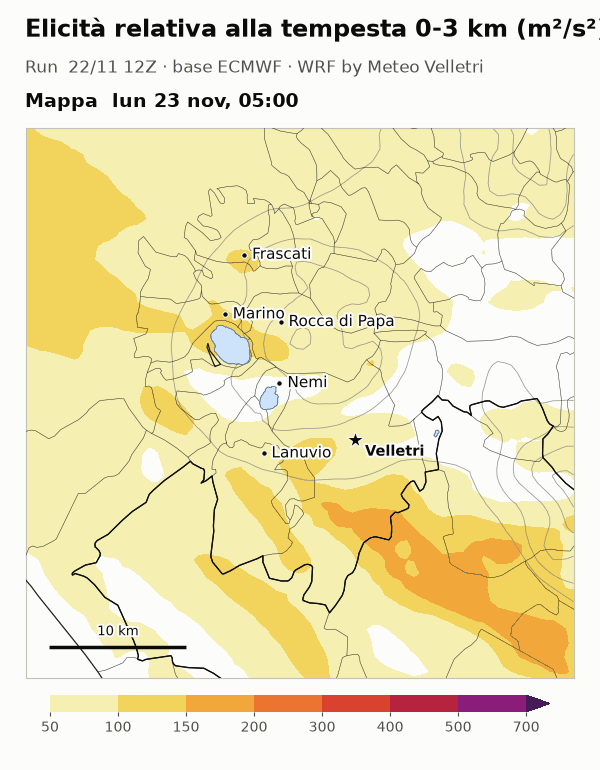 Elicità relativa alla tempesta 0-3 km (m²/s²)
Run  22/11 12Z · base ECMWF · WRF by Meteo Velletri
Mappa  lun 23 nov, 05:00
Frascati
Marino
Rocca di Papa
Nemi
Velletri
Lanuvio
10 km
50 100 150 200 300 400 500 700